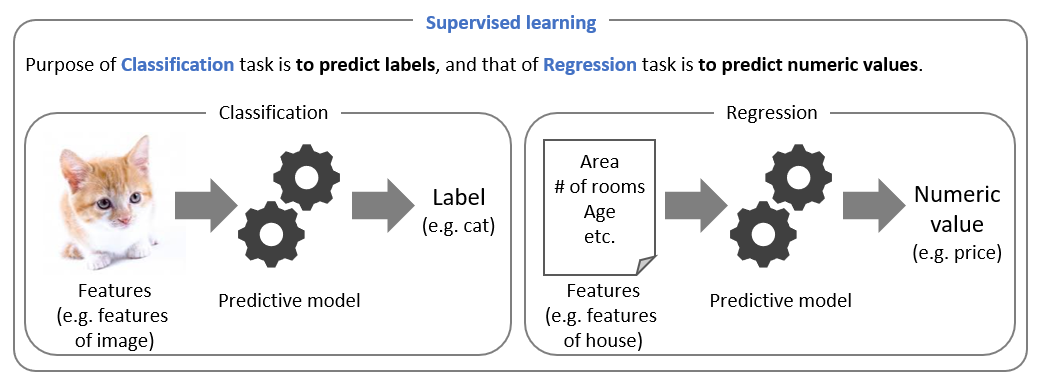 Supervised learning
Purpose of Classification task is to predict labels, and that of Regression task is to predict numeric values.
Classification
Label
(e.g. cat)
Features
(e.g. features
of image)
Predictive model
Regression
Area
# of rooms
Age
etc.
Numeric
value
(e.g. price)
Features
(e.g. features
of house)
Predictive model